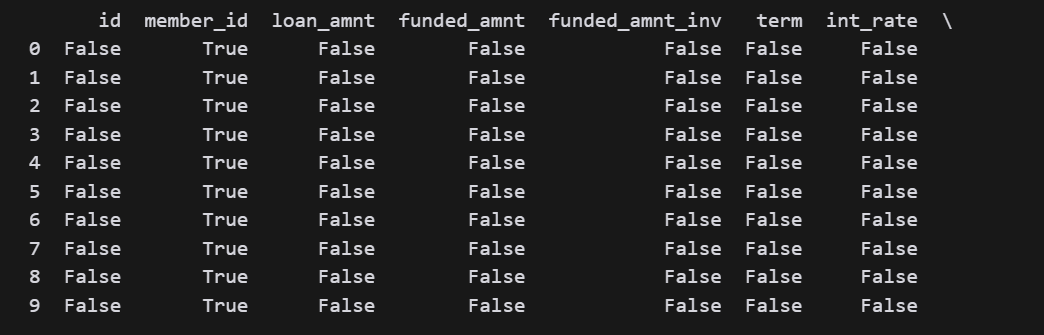 id member_id loan_amnt funded_amnt funded_amnt_inv term int_rate \
0 False True False False False False False
1 False True False False False False False
2 False True False False False False False
3 False True False False False False False
4 False True False False False False False
5 False True False False False False False
6 False True False False False False False
7 False True False False False False False
8 False True False False False False False
9 False True False False False False False